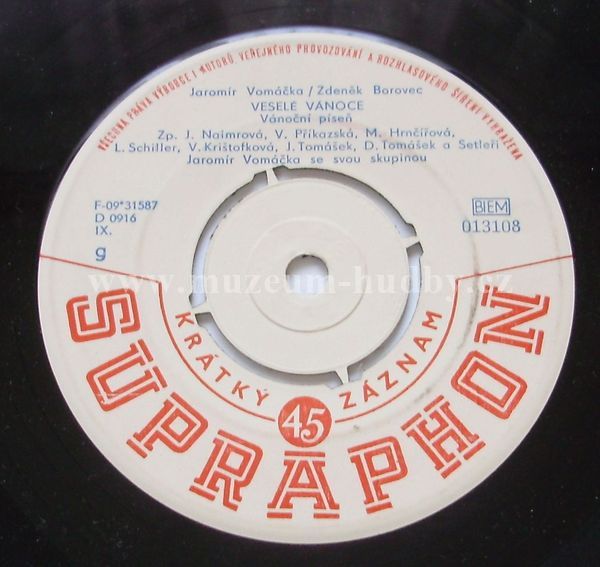 VŠECHNA PRÁVA VÝROBCE I AUTORŮ VEŘEJNÉHO PROVOZOVÁNÍ A ROZHLASOVÉHO ŠÍŘENÍ VYHRAŽENA
Jaromír Vomáčka/Zdeněk Borovec
VESELÉ VÁNOCE
Vánoční píseň
Zp. J. Naimrová, V. Příkazská, M. Hrnčířová,
L. Schiller, V. Krištofková, J. Tomášek, D. Tomášek a Setleři
Jaromír Vomáčka se svou skupinou
F-09*31587
D 0916
IX.
g
BIEM
013108
www.muzeum-hudby.cz
KRÁTKÝ 45 ZÁZNAM
SUPRAPHON